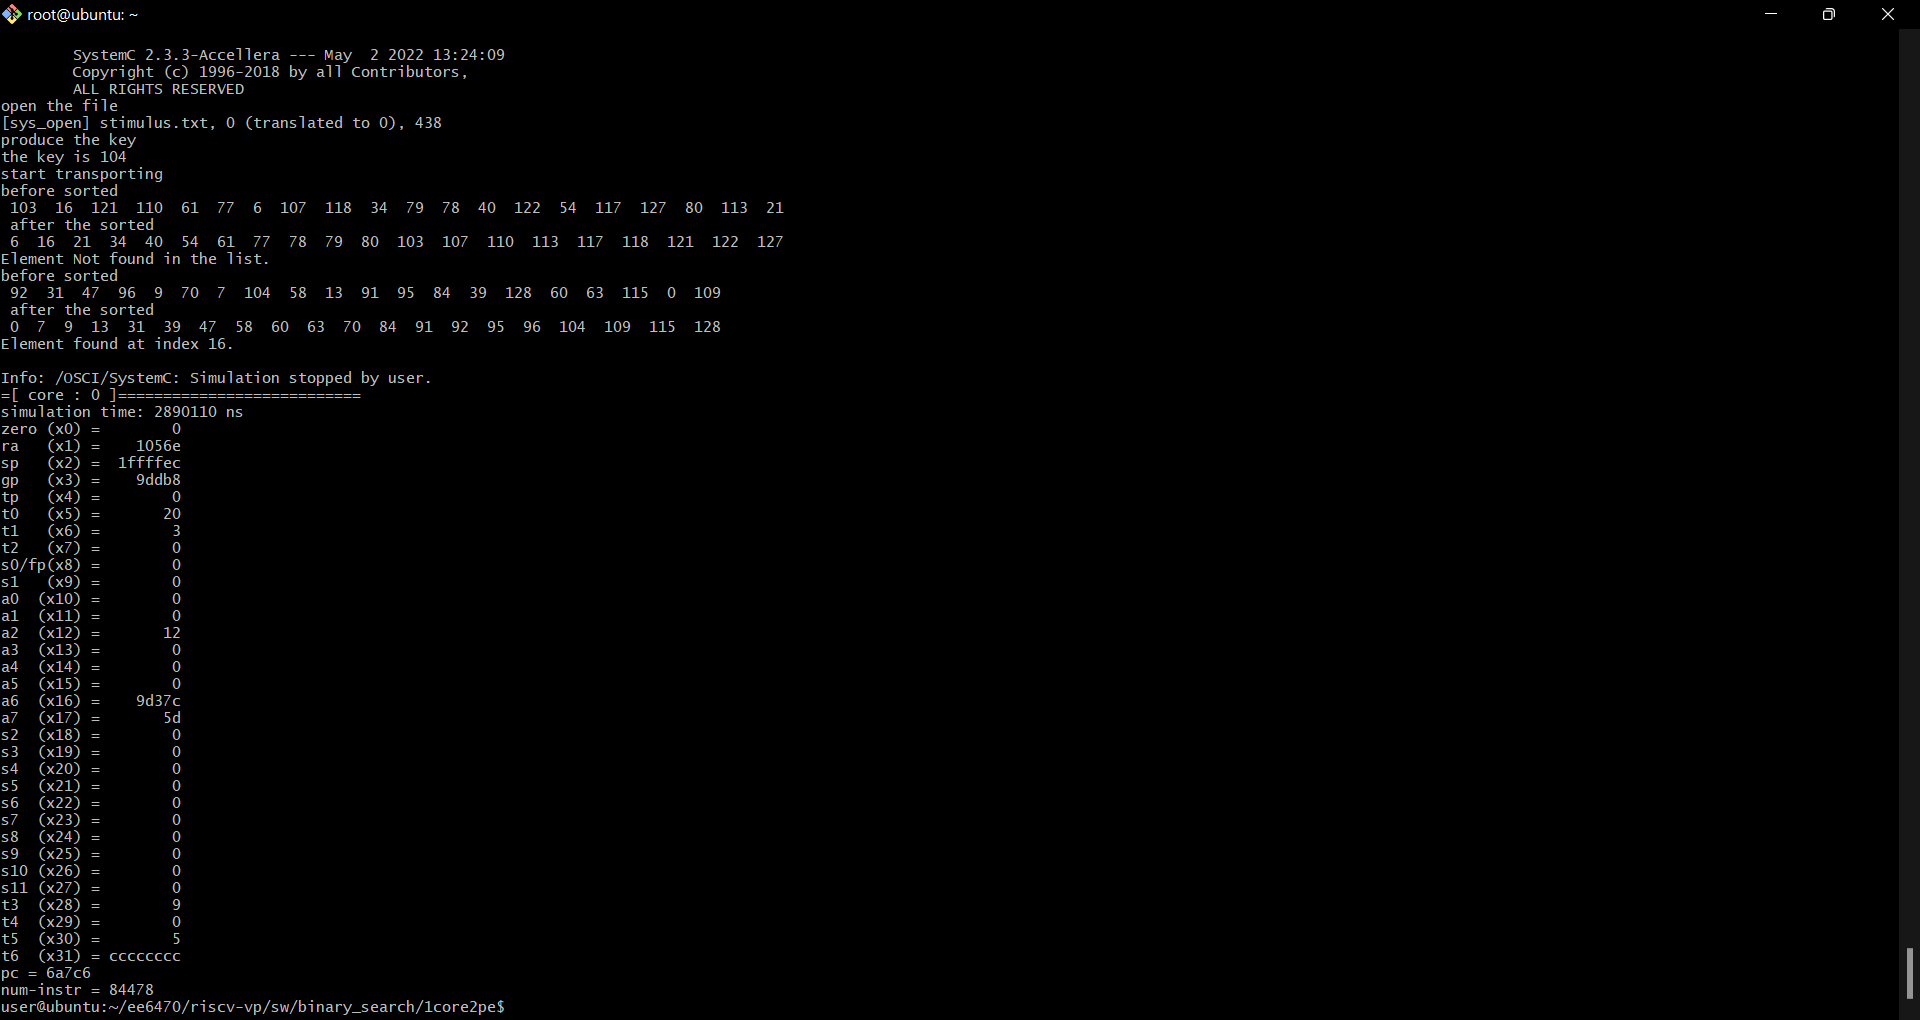 root@ubuntu: ~
SystemC 2.3.3-Accellera --- May  2 2022 13:24:09
Copyright (c) 1996-2018 by all Contributors,
ALL RIGHTS RESERVED
open the file
[sys_open] stimulus.txt, 0 (translated to 0), 438
produce the key
the key is 104
start transporting
before sorted
103  16  121  110  61  77  6  107  118  34  79  78  40  122  54  117  127  80  113  21
after the sorted
6  16  21  34  40  54  61  77  78  79  80  103  107  110  113  117  118  121  122  127
Element Not found in the list.
before sorted
92  31  47  96  9  70  7  104  58  13  91  95  84  39  128  60  63  115  0  109
after the sorted
0  7  9  13  31  39  47  58  60  63  70  84  91  92  95  96  104  109  115  128
Element found at index 16.
Info: /OSCI/SystemC: Simulation stopped by user.
=[ core : 0 ]===========================
simulation time: 2890110 ns
zero (x0) =        0
ra   (x1) =    1056e
sp   (x2) =  1ffffec
gp   (x3) =    9ddb8
tp   (x4) =        0
t0   (x5) =       20
t1   (x6) =        3
t2   (x7) =        0
s0/fp(x8) =        0
s1   (x9) =        0
a0  (x10) =        0
a1  (x11) =        0
a2  (x12) =       12
a3  (x13) =        0
a4  (x14) =        0
a5  (x15) =        0
a6  (x16) =    9d37c
a7  (x17) =       5d
s2  (x18) =        0
s3  (x19) =        0
s4  (x20) =        0
s5  (x21) =        0
s6  (x22) =        0
s7  (x23) =        0
s8  (x24) =        0
s9  (x25) =        0
s10 (x26) =        0
s11 (x27) =        0
t3  (x28) =        9
t4  (x29) =        0
t5  (x30) =        5
t6  (x31) = cccccccc
pc = 6a7c6
num-instr = 84478
user@ubuntu:~/ee6470/riscv-vp/sw/binary_search/1core2pe$